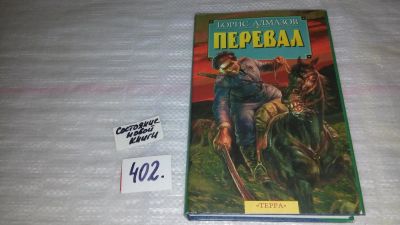 БОРИС АЛМАЗОВ
ПЕРЕВАЛ
Состояние
новой
книги
402.
«ТЕРРА»